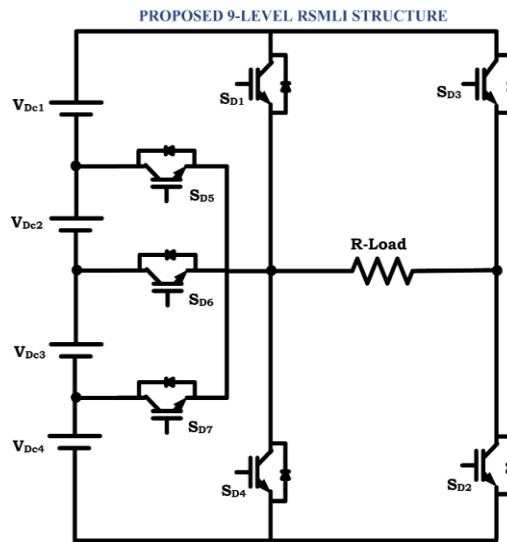 PROPOSED 9-LEVEL RSMLI STRUCTURE
VDc1
SD1
SD3
SD5
VDc2
R-Load
SD6
VDc3
SD7
VDc4
SD4
SD2